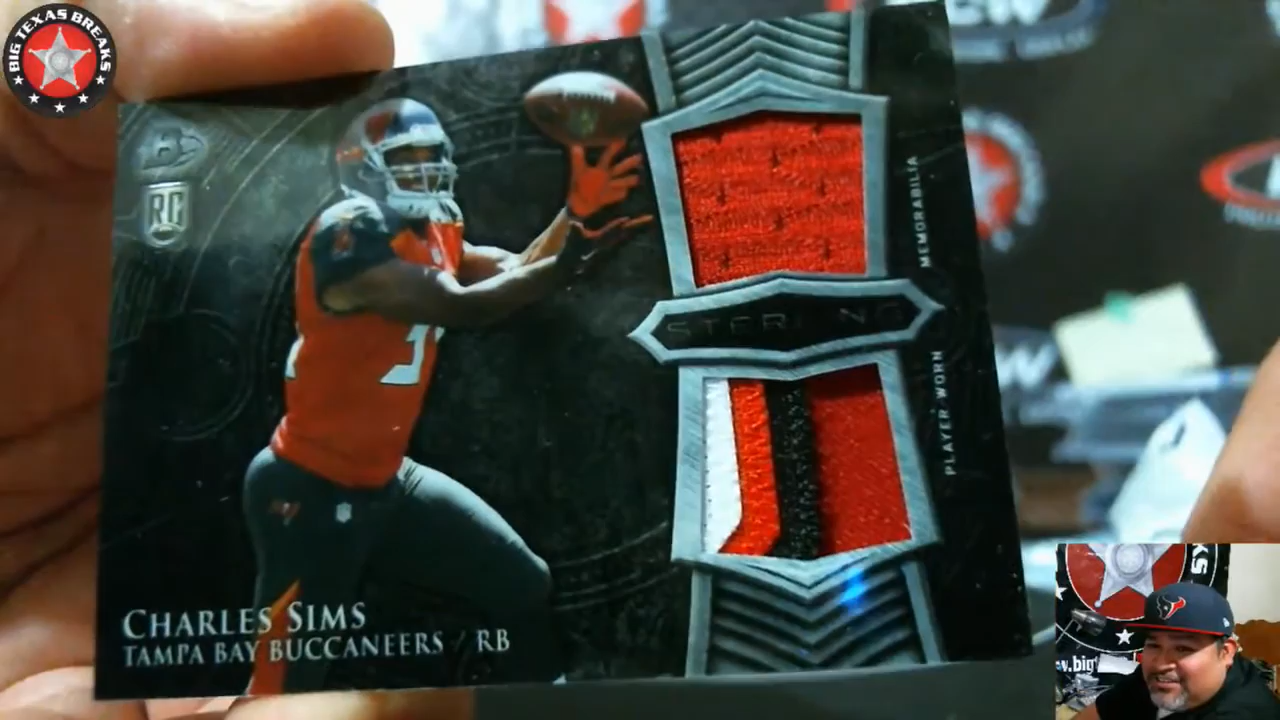 BIG TEXAS BREAKS
B
RC
MEMORABILIA
STERLING
PLAYER WORN
CHARLES SIMS
TAMPA BAY BUCCANEERS / RB